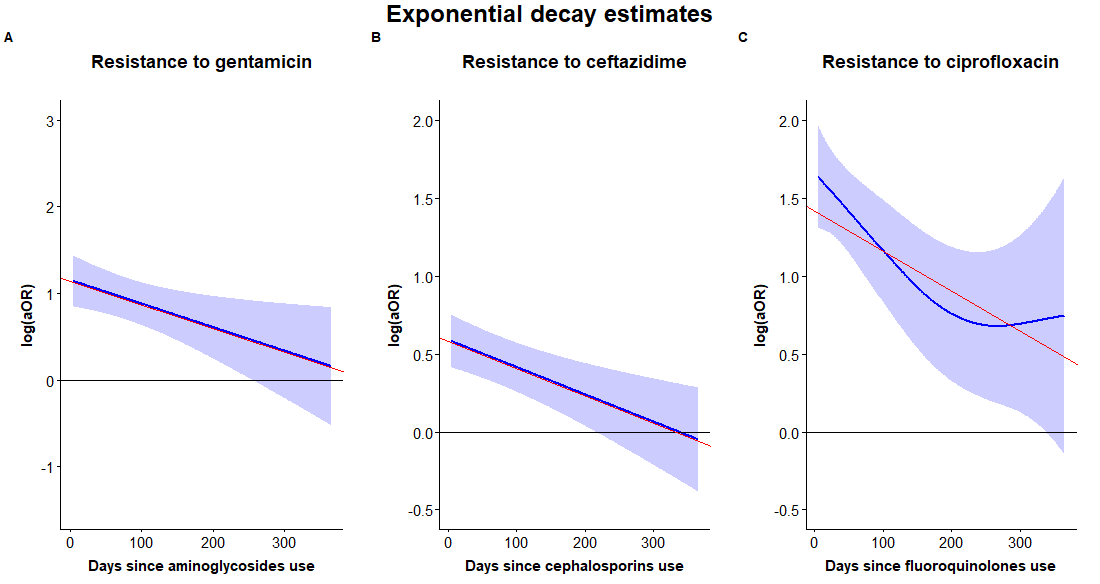 Exponential decay estimates
A
Resistance to gentamicin
log(aOR)
3
2
1
0
-1
0 100 200 300
Days since aminoglycosides use
B
Resistance to ceftazidime
log(aOR)
2.0
1.5
1.0
0.5
0.0
-0.5
0 100 200 300
Days since cephalosporins use
C
Resistance to ciprofloxacin
log(aOR)
2.0
1.5
1.0
0.5
0.0
-0.5
0 100 200 300
Days since fluoroquinolones use